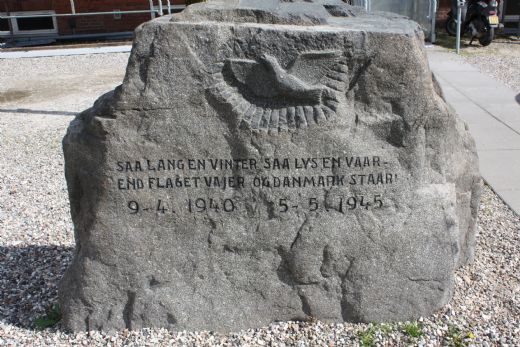 SAA LANG EN VINTER SAA LYS EN VAAR-
END FLAGET VAJER OG DANMARK STAAR!
9-4. 1940 5-5. 1945